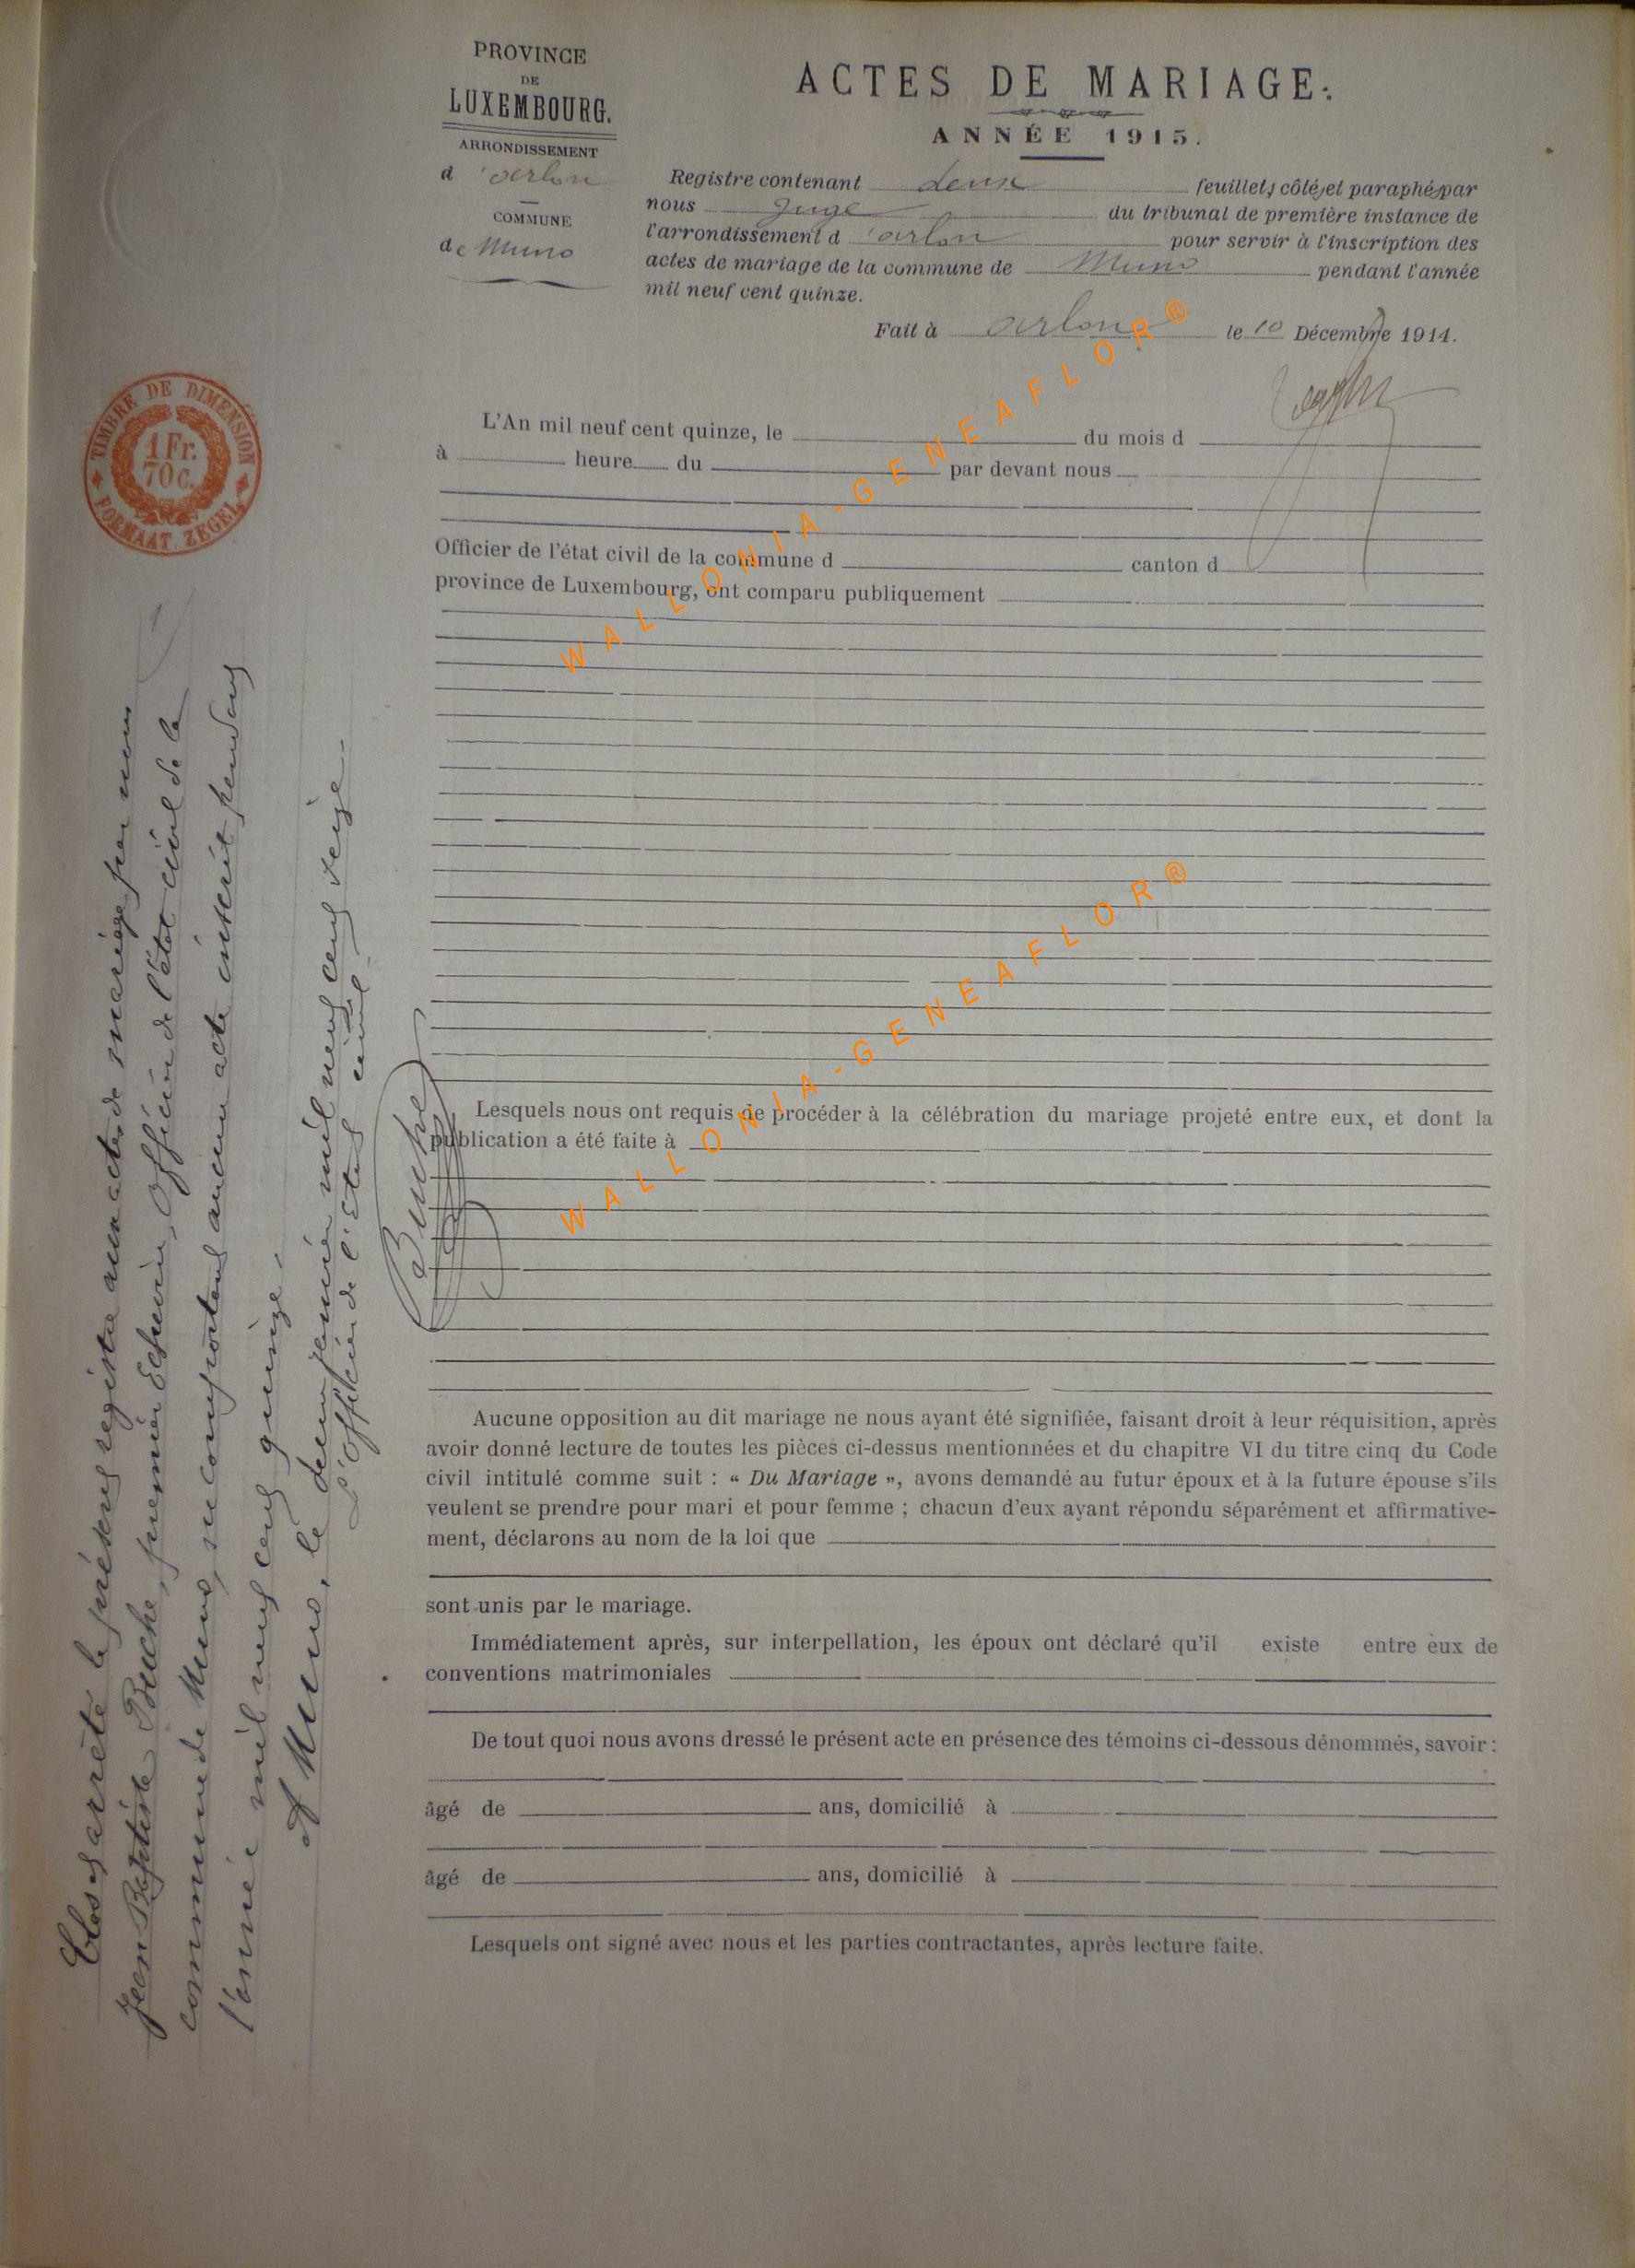 PROVINCE
DE
LUXEMBOURG.
ARRONDISSEMENT
d'arlon
COMMUNE
de Muno
ACTES DE MARIAGE.
ANNÉE 1915.
Registre contenant deux feuillets côtés et paraphés par
nous Juge du tribunal de première instance de
l'arrondissement d'arlon pour servir à l'inscription des
actes de mariage de la commune de Muno pendant l'année
mil neuf cent quinze.
Fait à arlon le 10 Décembre 1914.
TIMBRE DE DIMENSION
1 Fr.
70 c.
FORMAAT ZEGEL
L'An mil neuf cent quinze, le du mois d
à heure du par devant nous
Officier de l'état civil de la commune d canton d
province de Luxembourg, ont comparu publiquement
Lesquels nous ont requis de procéder à la célébration du mariage projeté entre eux, et dont la
publication a été faite à
Aucune opposition au dit mariage ne nous ayant été signifiée, faisant droit à leur réquisition, après
avoir donné lecture de toutes les pièces ci-dessus mentionnées et du chapitre VI du titre cinq du Code
civil intitulé comme suit : « Du Mariage », avons demandé au futur époux et à la future épouse s'ils
veulent se prendre pour mari et pour femme ; chacun d'eux ayant répondu séparément et affirmative-
ment, déclarons au nom de la loi que
sont unis par le mariage.
Immédiatement après, sur interpellation, les époux ont déclaré qu'il existe entre eux de
conventions matrimoniales
De tout quoi nous avons dressé le présent acte en présence des témoins ci-dessous dénommés, savoir :
âgé de ans, domicilié à
âgé de ans, domicilié à
Lesquels ont signé avec nous et les parties contractantes, après lecture faite.
Clos et arrêté le présent registre aux actes de mariage par nous
Jean Baptiste Buche, premier Echevin, Officier de l'état civil de la
commune de Muno, ne comportant aucun acte inscrit pendant
l'année mil neuf cent quinze.
A Muno, le deux janvier mil neuf cent seize.
L'Officier de l'Etat civil,
Buche
WALLONIA-GENEAFLOR®
WALLONIA-GENEAFLOR®